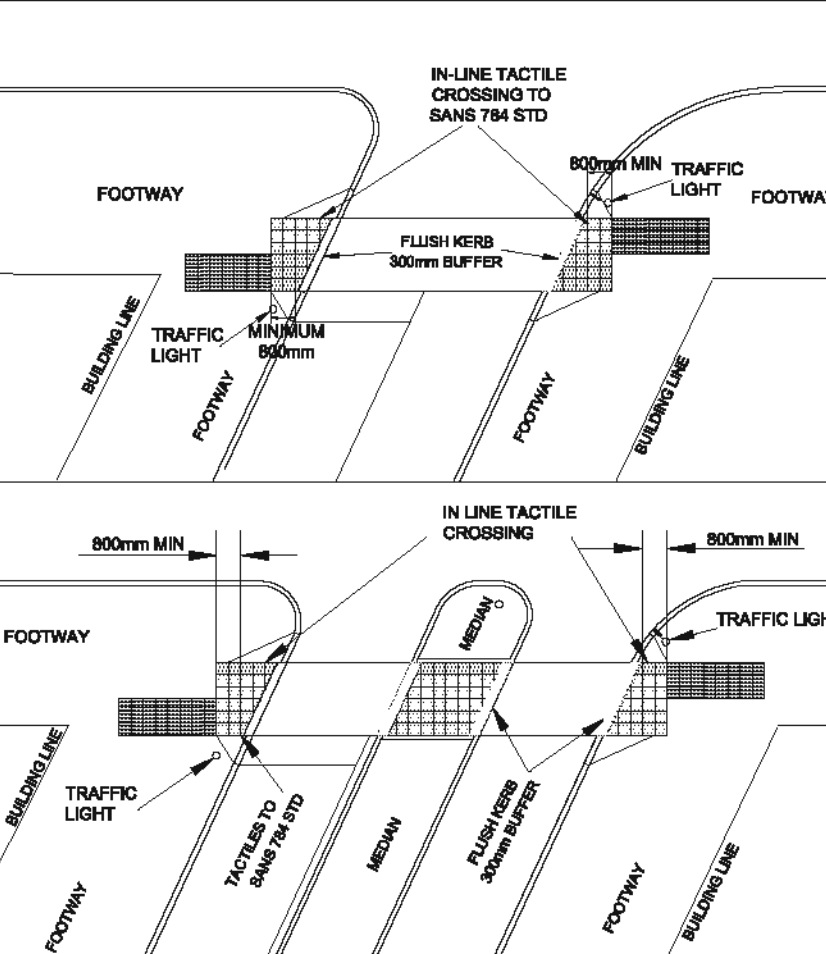 IN-LINE TACTILE
CROSSING TO
SANS 784 STD
800mm MIN
TRAFFIC
LIGHT
FOOTWAY
FOOTWAY
FLUSH KERB
300mm BUFFER
BUILDING LINE
TRAFFIC
LIGHT
MINIMUM
800mm
FOOTWAY
FOOTWAY
BUILDING LINE
IN LINE TACTILE
CROSSING
800mm MIN
800mm MIN
MEDIAN
TRAFFIC LIGH
FOOTWAY
BUILDING LINE
TRAFFIC
LIGHT
TACTILES TO
SANS 784 STD
MEDIAN
FLUSH KERB
300mm BUFFER
FOOTWAY
FOOTWAY
BUILDING LINE